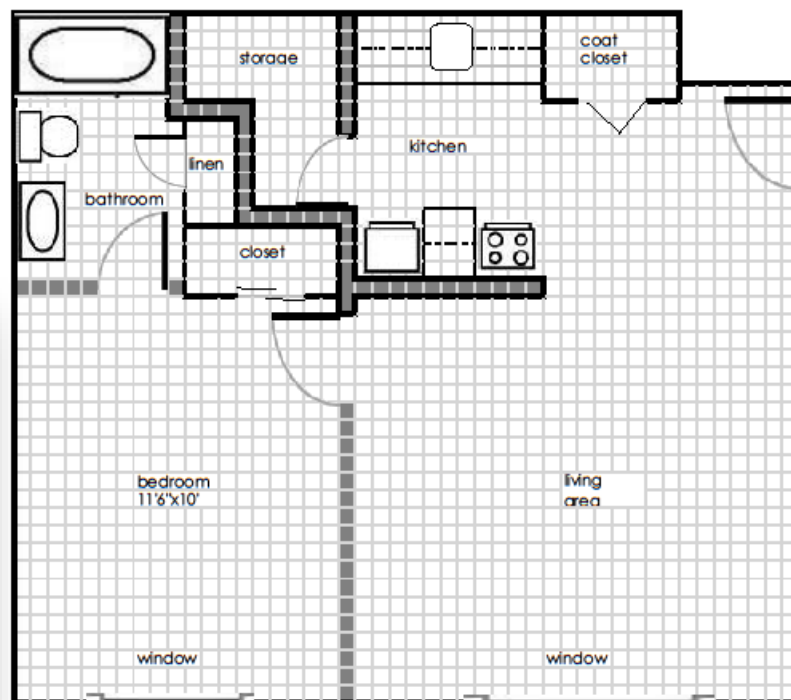 storage
coat
closet
kitchen
linen
bathroom
closet
bedroom
11'6"x10'
living
area
window
window